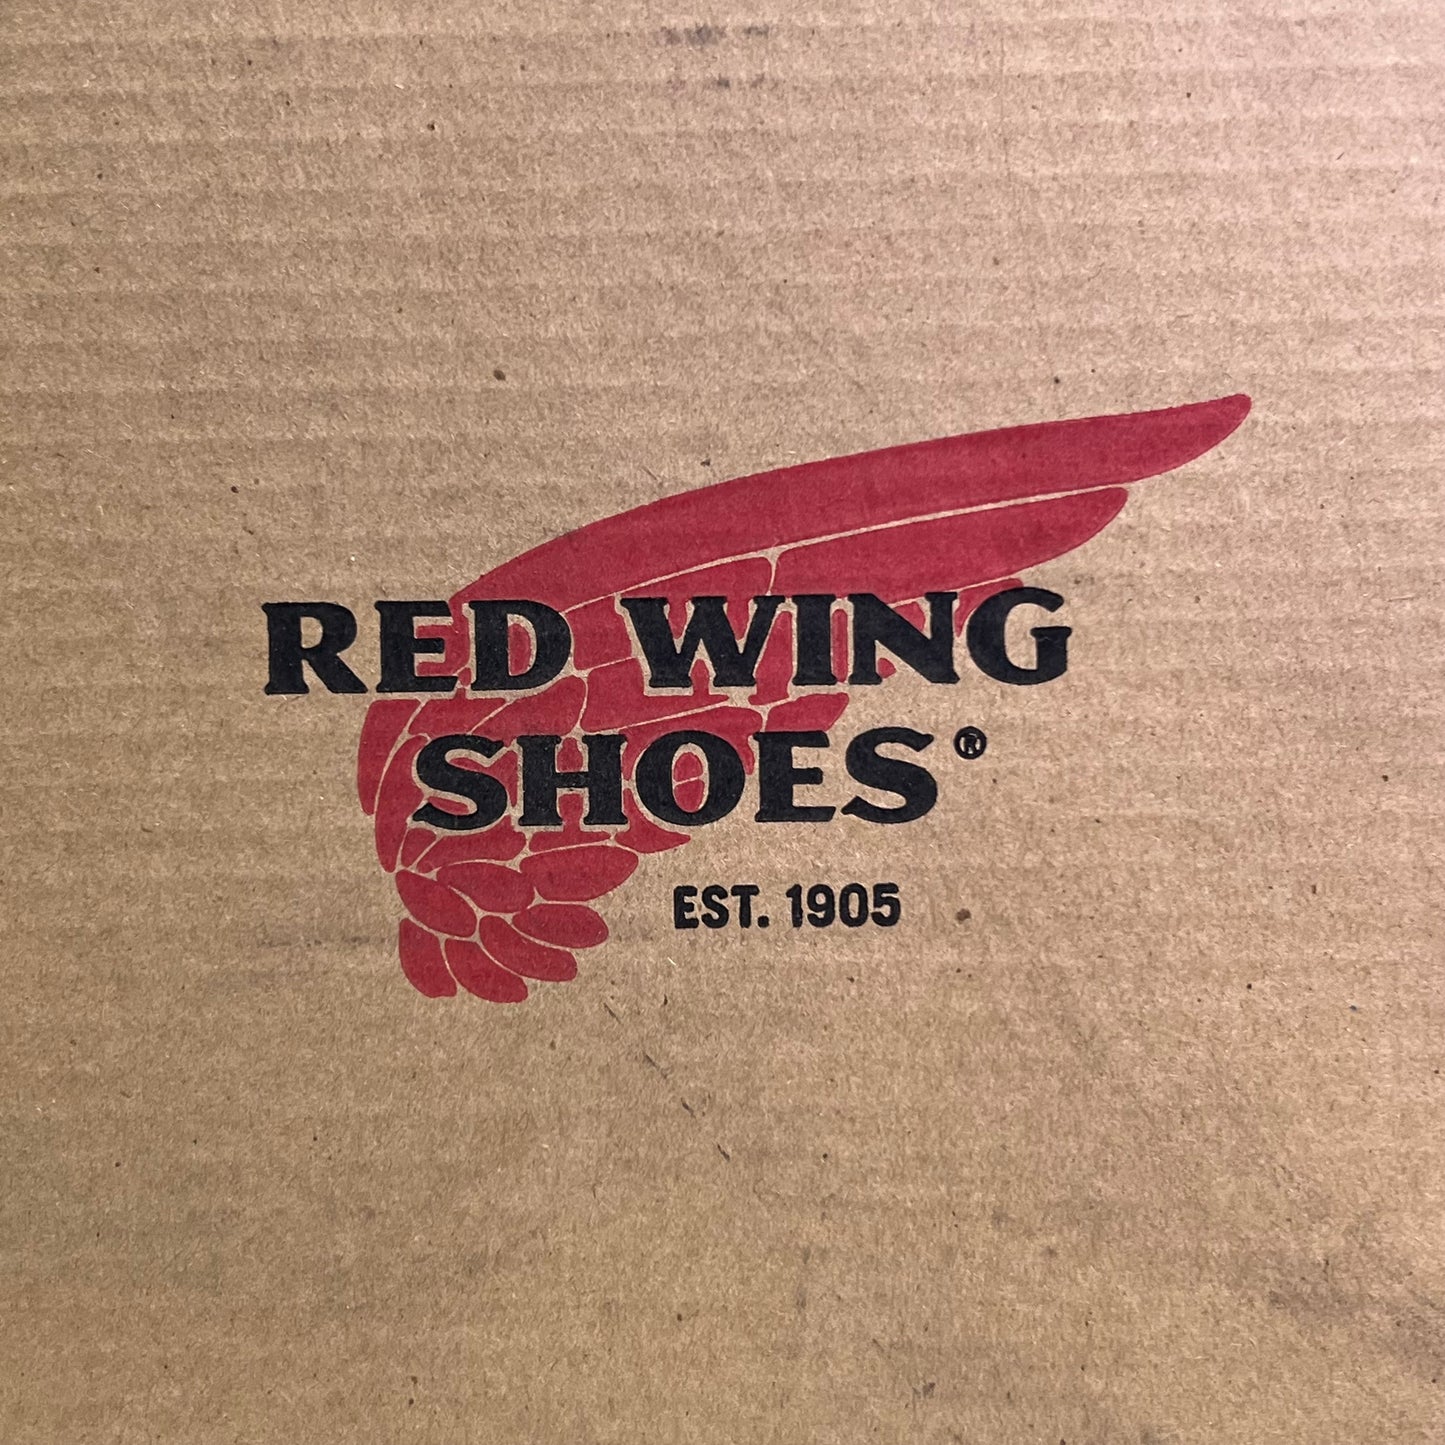 RED WING
SHOES®
EST. 1905